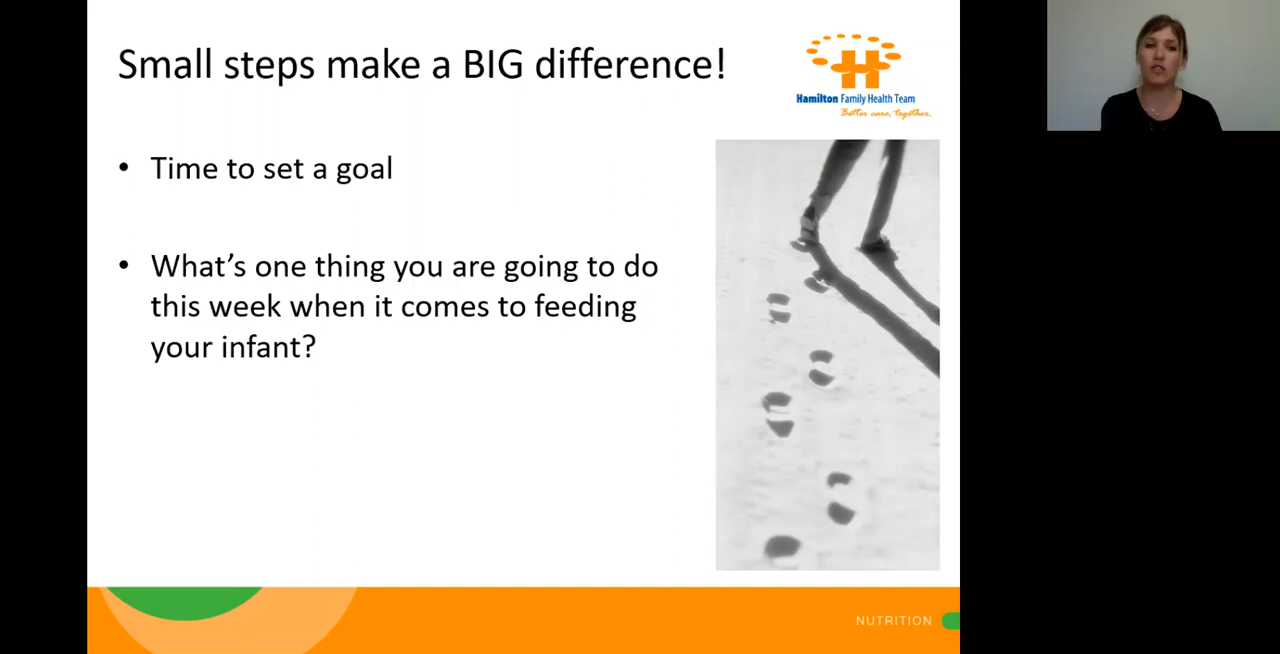 Small steps make a BIG difference!
Hamilton Family Health Team
Better care, together.
• Time to set a goal
• What's one thing you are going to do
this week when it comes to feeding
your infant?
NUTRITION